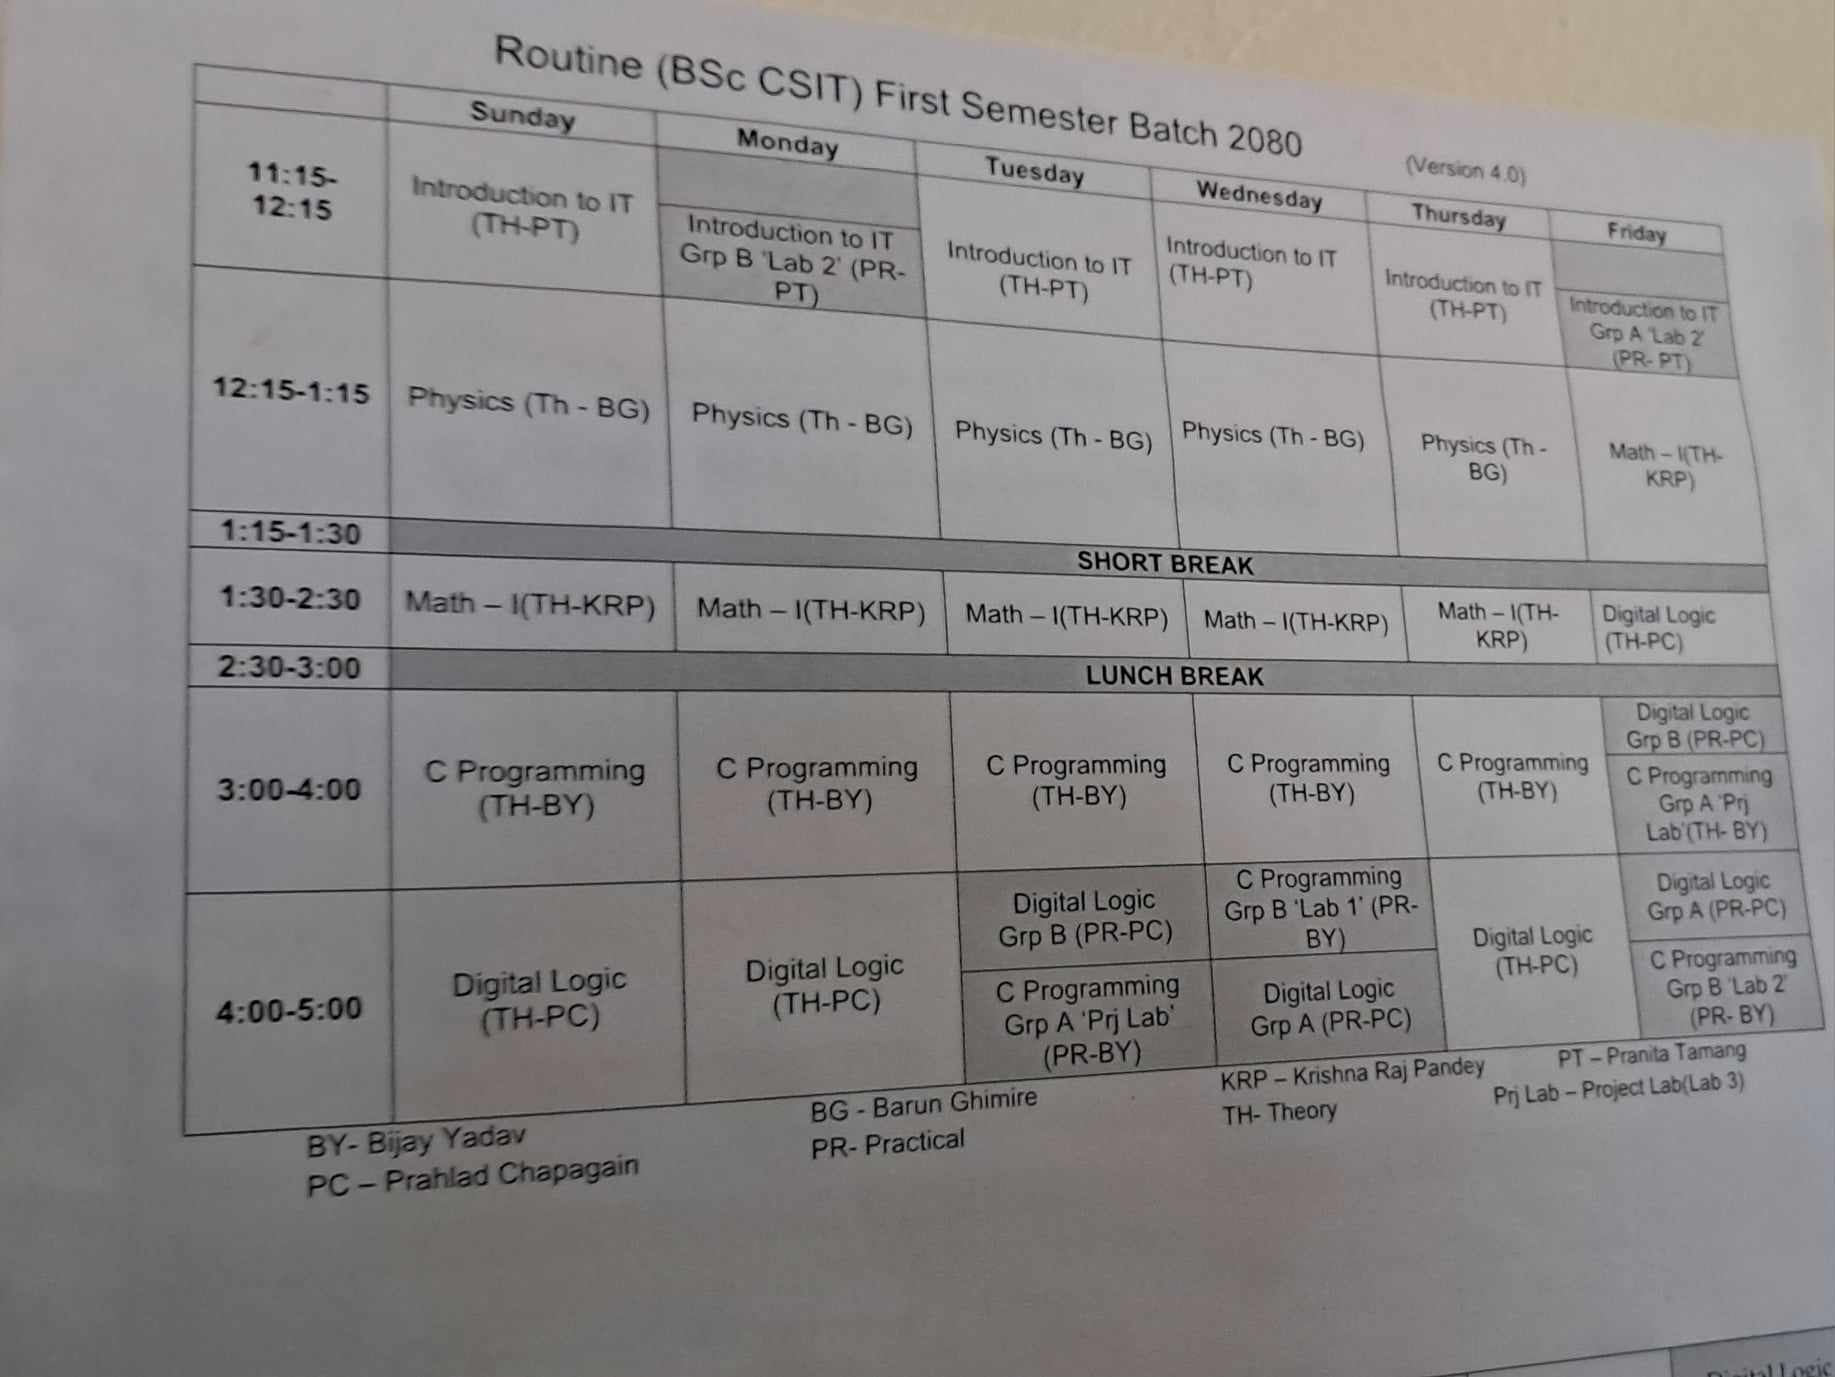 Routine (BSc CSIT) First Semester Batch 2080
(Version 4.0)
Sunday
Monday
Tuesday
Wednesday
Thursday
Friday
11:15-
12:15
Introduction to IT
(TH-PT)
Introduction to IT
Grp B 'Lab 2' (PR-
PT)
Introduction to IT
(TH-PT)
Introduction to IT
(TH-PT)
Introduction to IT
(TH-PT)
Introduction to IT
Grp A 'Lab 2'
(PR- PT)
12:15-1:15
Physics (Th - BG)
Physics (Th - BG)
Physics (Th - BG)
Physics (Th - BG)
Physics (Th -
BG)
Math – I(TH-
KRP)
1:15-1:30
SHORT BREAK
1:30-2:30
Math – I(TH-KRP)
Math – I(TH-KRP)
Math – I(TH-KRP)
Math – I(TH-KRP)
Math – I(TH-
KRP)
Digital Logic
(TH-PC)
2:30-3:00
LUNCH BREAK
3:00-4:00
C Programming
(TH-BY)
C Programming
(TH-BY)
C Programming
(TH-BY)
C Programming
(TH-BY)
C Programming
(TH-BY)
Digital Logic
Grp B (PR-PC)
C Programming
Grp A 'Prj
Lab'(TH- BY)
4:00-5:00
Digital Logic
(TH-PC)
Digital Logic
(TH-PC)
Digital Logic
Grp B (PR-PC)
C Programming
Grp A 'Prj Lab'
(PR-BY)
C Programming
Grp B 'Lab 1' (PR-
BY)
Digital Logic
Grp A (PR-PC)
Digital Logic
(TH-PC)
Digital Logic
Grp A (PR-PC)
C Programming
Grp B 'Lab 2'
(PR- BY)
BY- Bijay Yadav
BG - Barun Ghimire
KRP – Krishna Raj Pandey
PT – Pranita Tamang
PC – Prahlad Chapagain
PR- Practical
TH- Theory
Prj Lab – Project Lab(Lab 3)
Digital Logic